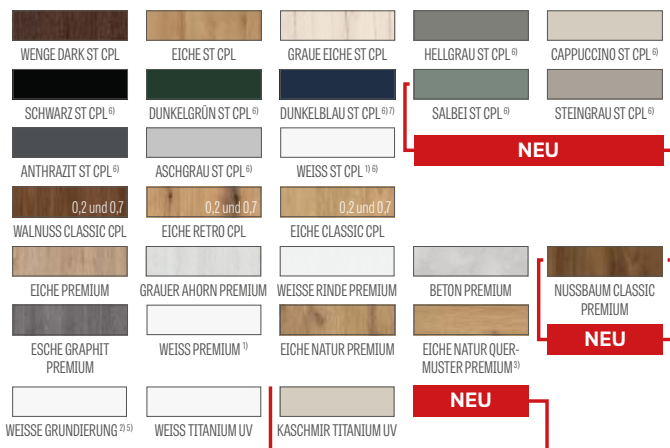 WENGE DARK ST CPL
EICHE ST CPL
GRAUE EICHE ST CPL
HELLGRAU ST CPL 6)
CAPPUCCINO ST CPL 6)
SCHWARZ ST CPL 6)
DUNKELGRÜN ST CPL 6)
DUNKELBLAU ST CPL 6) 7)
SALBEI ST CPL 6)
STEINGRAU ST CPL 6)
NEU
ANTHRAZIT ST CPL 6)
ASCHGRAU ST CPL 6)
WEISS ST CPL 1) 6)
0,2 und 0,7
0,2 und 0,7
0,2 und 0,7
WALNUSS CLASSIC CPL
EICHE RETRO CPL
EICHE CLASSIC CPL
EICHE PREMIUM
GRAUER AHORN PREMIUM
WEISSE RINDE PREMIUM
BETON PREMIUM
NUSSBAUM CLASSIC
PREMIUM
NEU
ESCHE GRAPHIT
PREMIUM
WEISS PREMIUM 1)
EICHE NATUR PREMIUM
EICHE NATUR QUER-
MUSTER PREMIUM 3)
NEU
WEISSE GRUNDIERUNG 2) 5)
WEISS TITANIUM UV
KASCHMIR TITANIUM UV